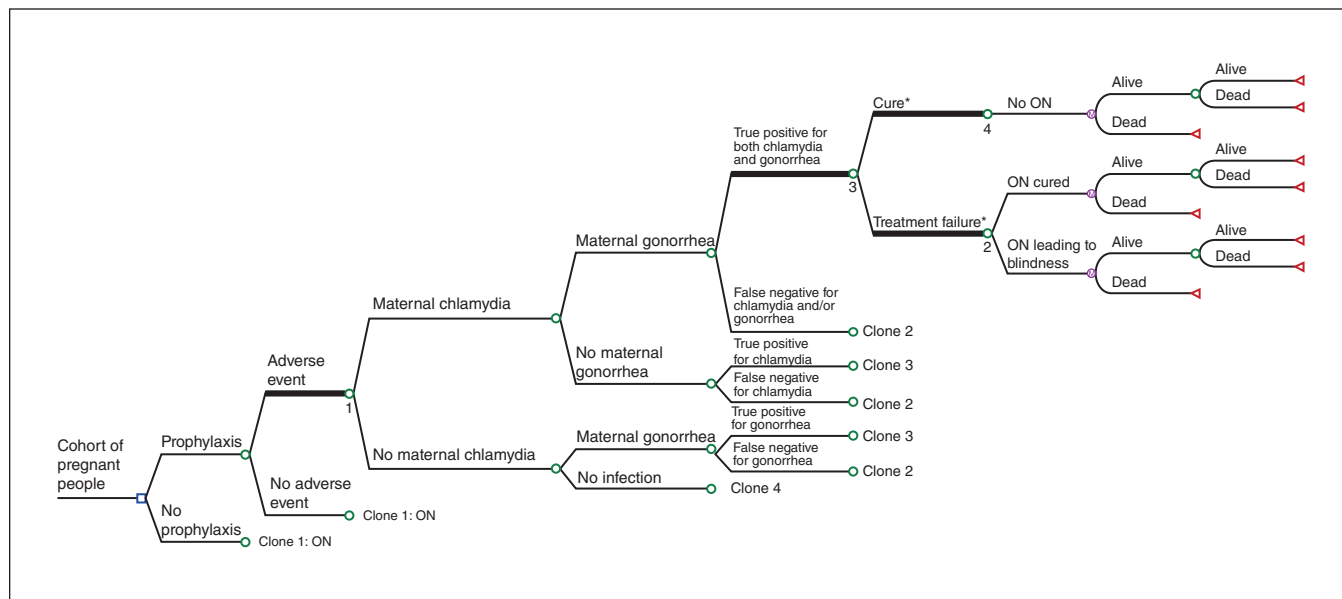 Cohort of
pregnant
people
Prophylaxis
No
prophylaxis
Clone 1: ON
Adverse
event
1
No adverse
event
Clone 1: ON
Maternal chlamydia
No maternal chlamydia
Maternal gonorrhea
No maternal
gonorrhea
Maternal gonorrhea
No infection
Clone 4
True positive for
both chlamydia
and gonorrhea
3
False negative for
chlamydia and/or
gonorrhea
Clone 2
True positive
for chlamydia
Clone 3
False negative
for chlamydia
Clone 2
True positive
for gonorrhea
Clone 3
False negative
for gonorrhea
Clone 2
Cure*
4
Treatment failure*
2
No ON
ON cured
ON leading to
blindness
Alive
Dead
Alive
Dead
Alive
Dead
Alive
Dead
Alive
Dead
Alive
Dead